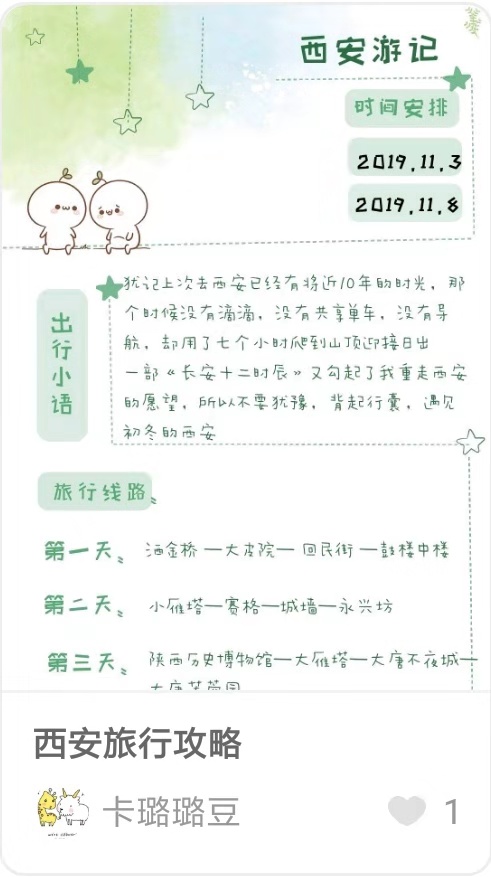 西安游记
时间安排
2019.11.3
2019.11.8
出行小语
犹记上次去西安已经有将近10年的时光，那
个时候没有滴滴，没有共享单车，没有导
航，却用了七个小时爬到山顶迎接日出
一部《长安十二时辰》又勾起了我重走西安
的愿望，所以不要犹豫，背起行囊，遇见
初冬的西安
旅行线路
第一天 洒金桥—大皮院—回民街—鼓楼中楼
第二天 小雁塔—赛格—城墙—永兴坊
第三天 陕西历史博物馆—大雁塔—大唐不夜城—
大唐芙蓉园
西安旅行攻略
卡璐璐豆
1